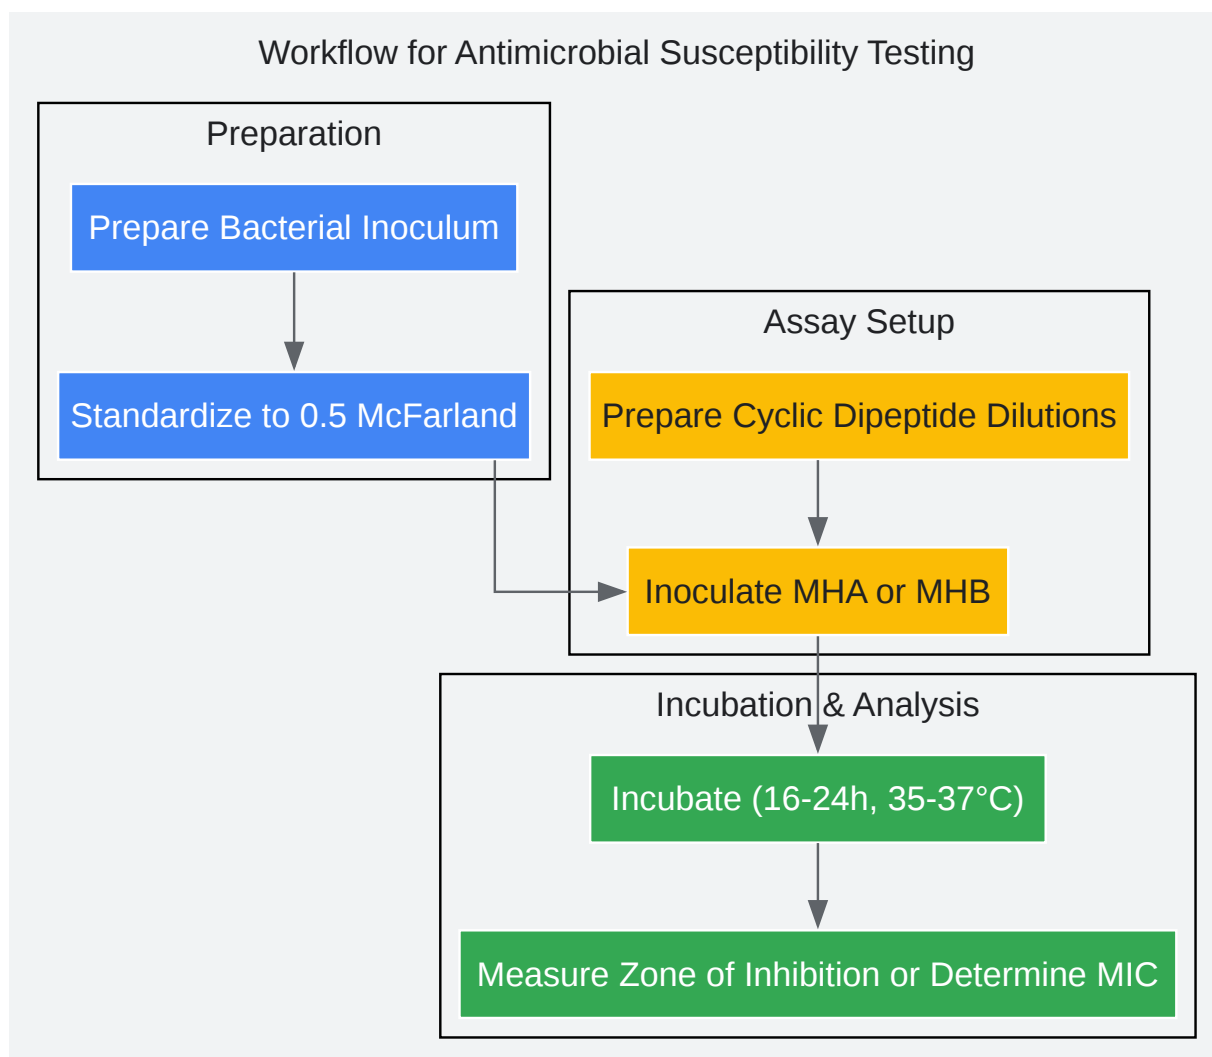 Workflow for Antimicrobial Susceptibility Testing
Preparation
Prepare Bacterial Inoculum
Standardize to 0.5 McFarland
Assay Setup
Prepare Cyclic Dipeptide Dilutions
Inoculate MHA or MHB
Incubation & Analysis
Incubate (16-24h, 35-37°C)
Measure Zone of Inhibition or Determine MIC